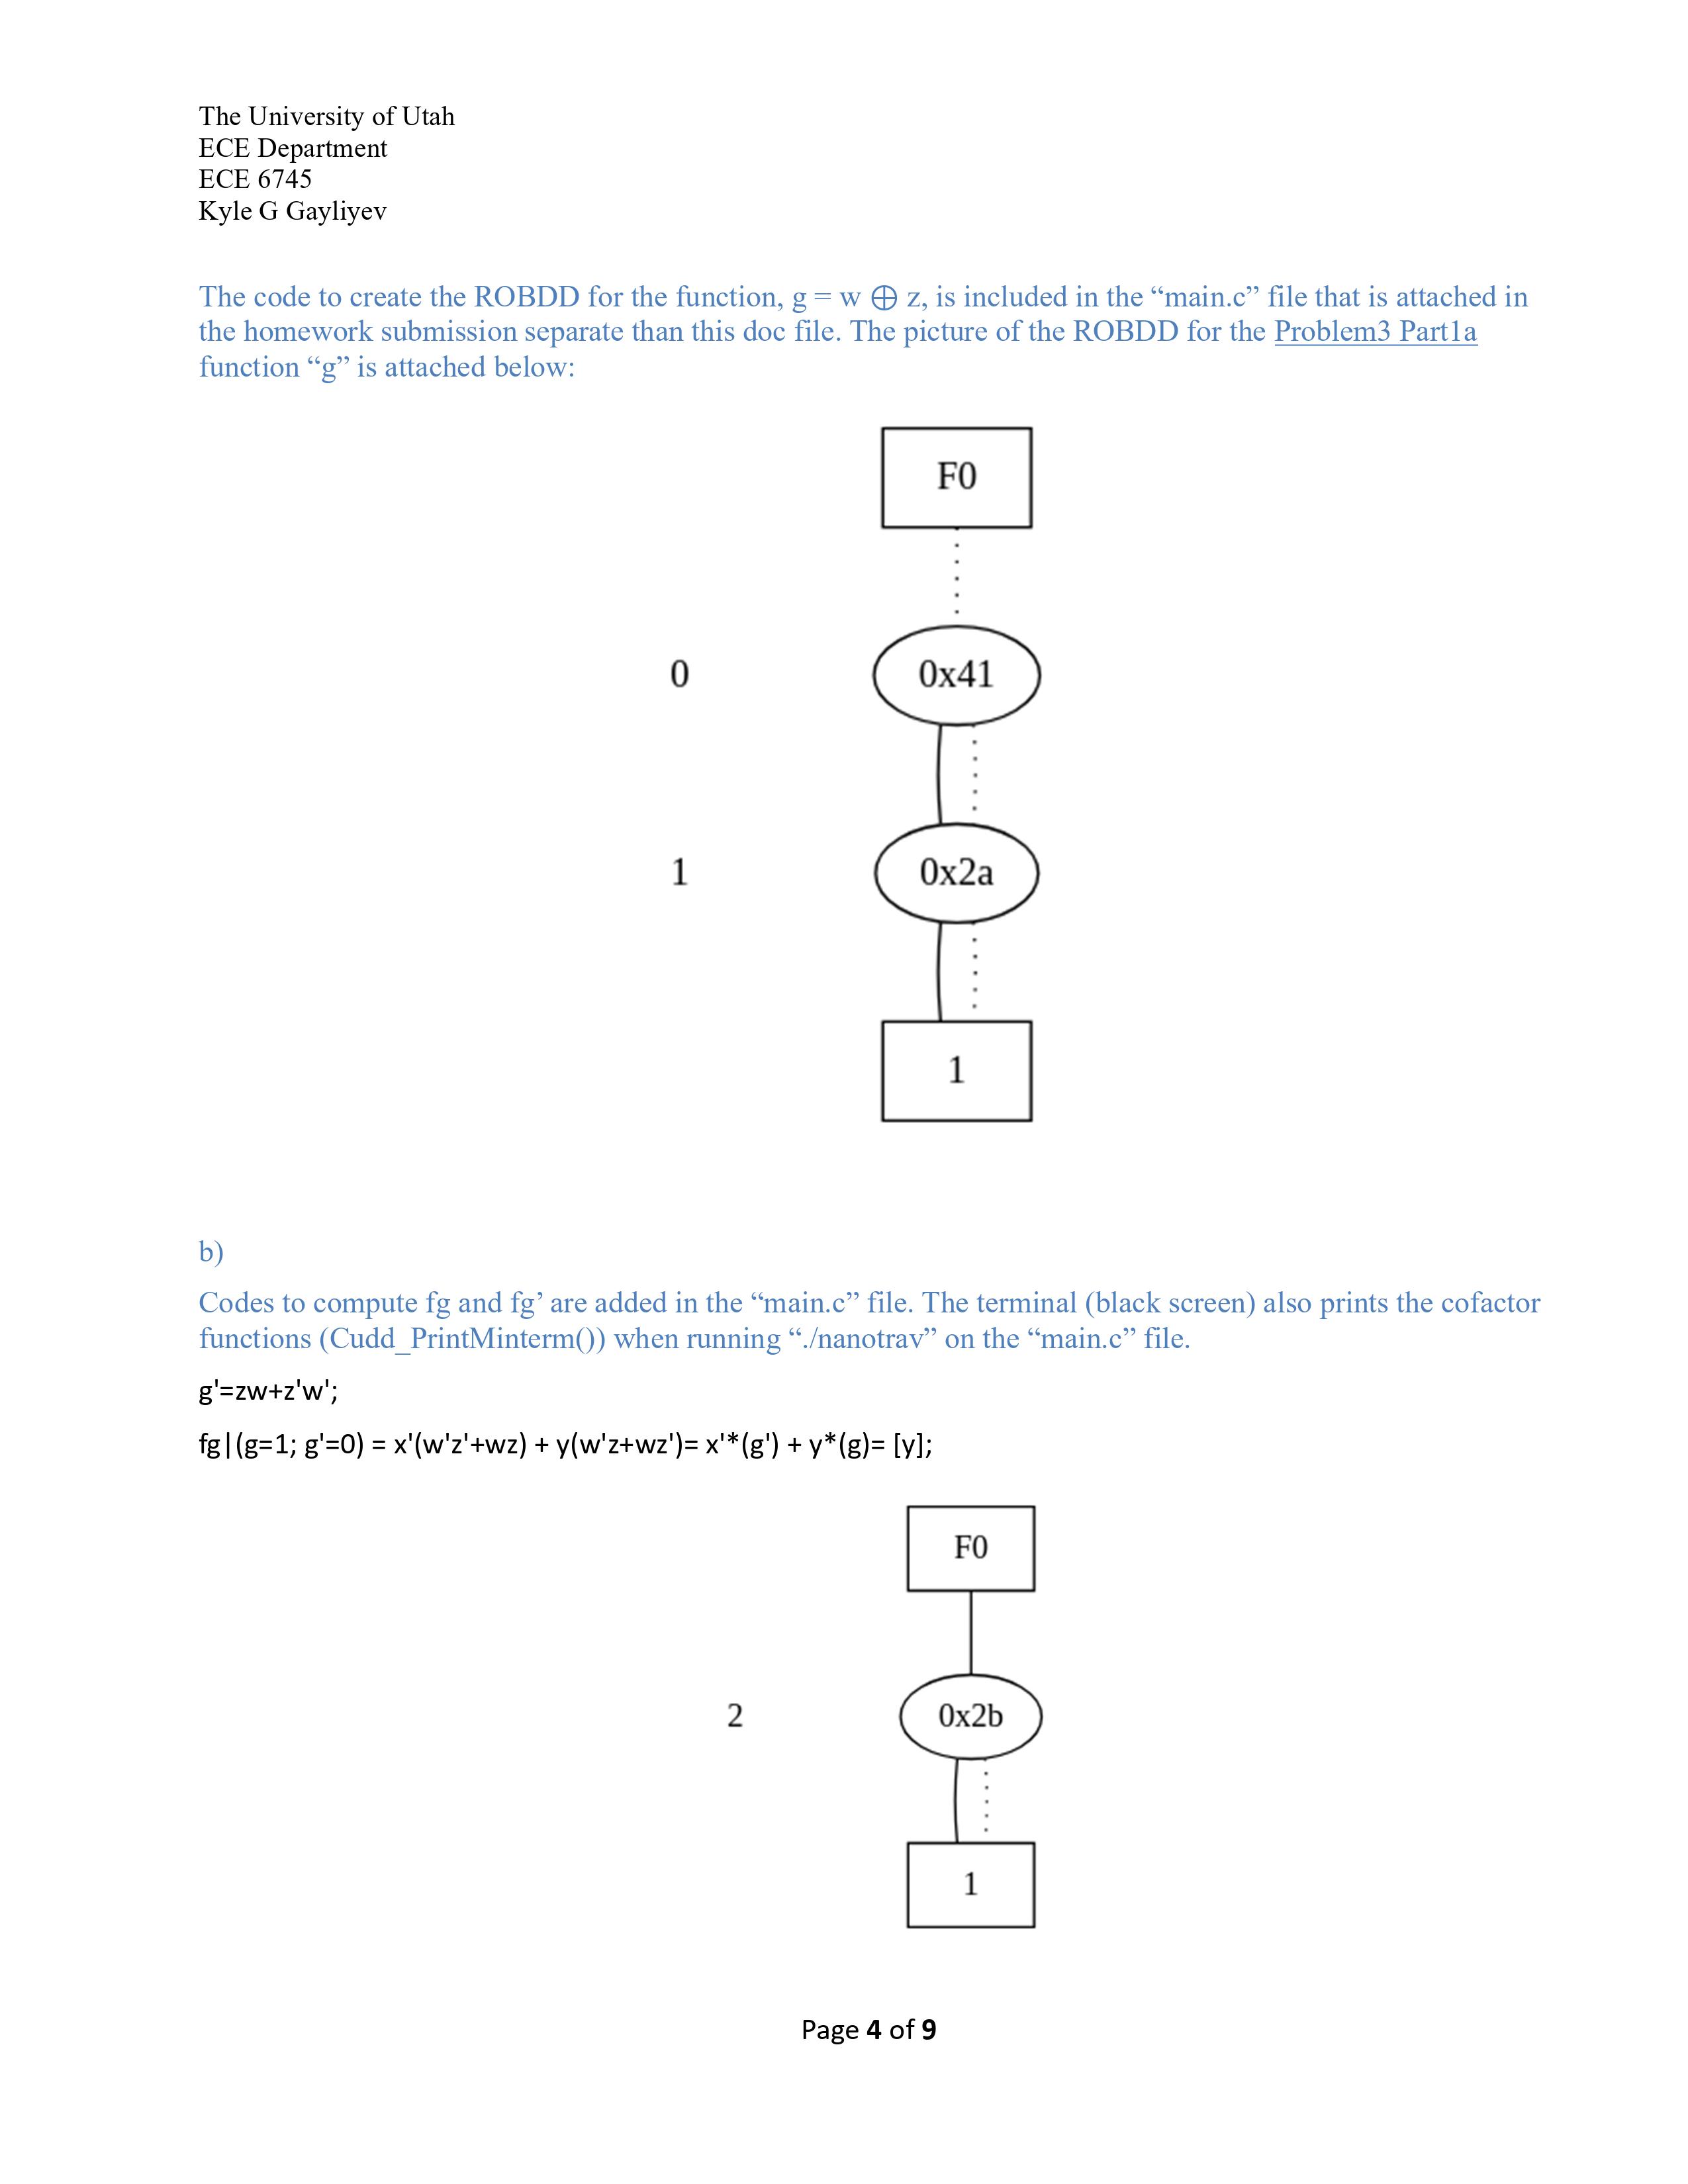 The University of Utah
ECE Department
ECE 6745
Kyle G Gayliyev
The code to create the ROBDD for the function, g = w ⨁ z, is included in the “main.c” file that is attached in
the homework submission separate than this doc file. The picture of the ROBDD for the Problem3 Part1a
function “g” is attached below:
F0
0 0x41
1 0x2a
1
b)
Codes to compute fg and fg’ are added in the “main.c” file. The terminal (black screen) also prints the cofactor
functions (Cudd_PrintMinterm()) when running “./nanotrav” on the “main.c” file.
g'=zw+z'w';
fg|(g=1; g'=0) = x'(w'z'+wz) + y(w'z+wz')= x'*(g') + y*(g)= [y];
F0
2 0x2b
1
Page 4 of 9